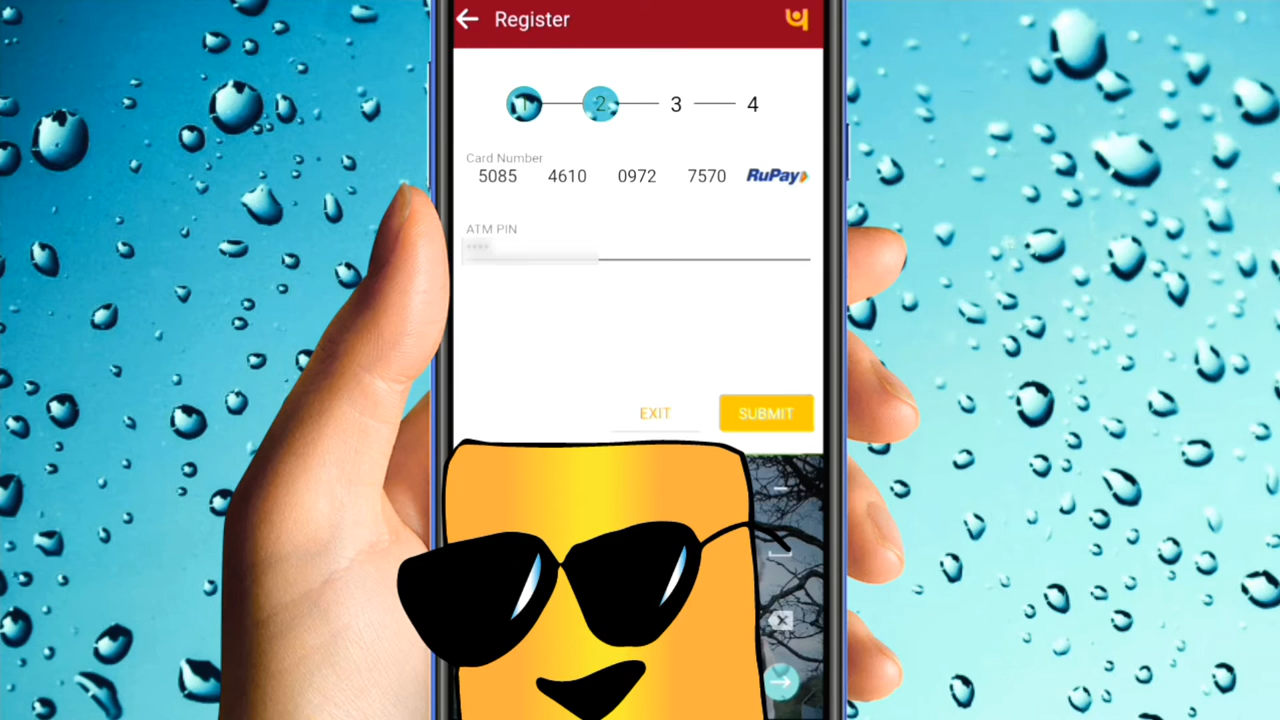 Register
1 2 3 4
Card Number
5085 4610 0972 7570 RuPay
ATM PIN
****
EXIT SUBMIT